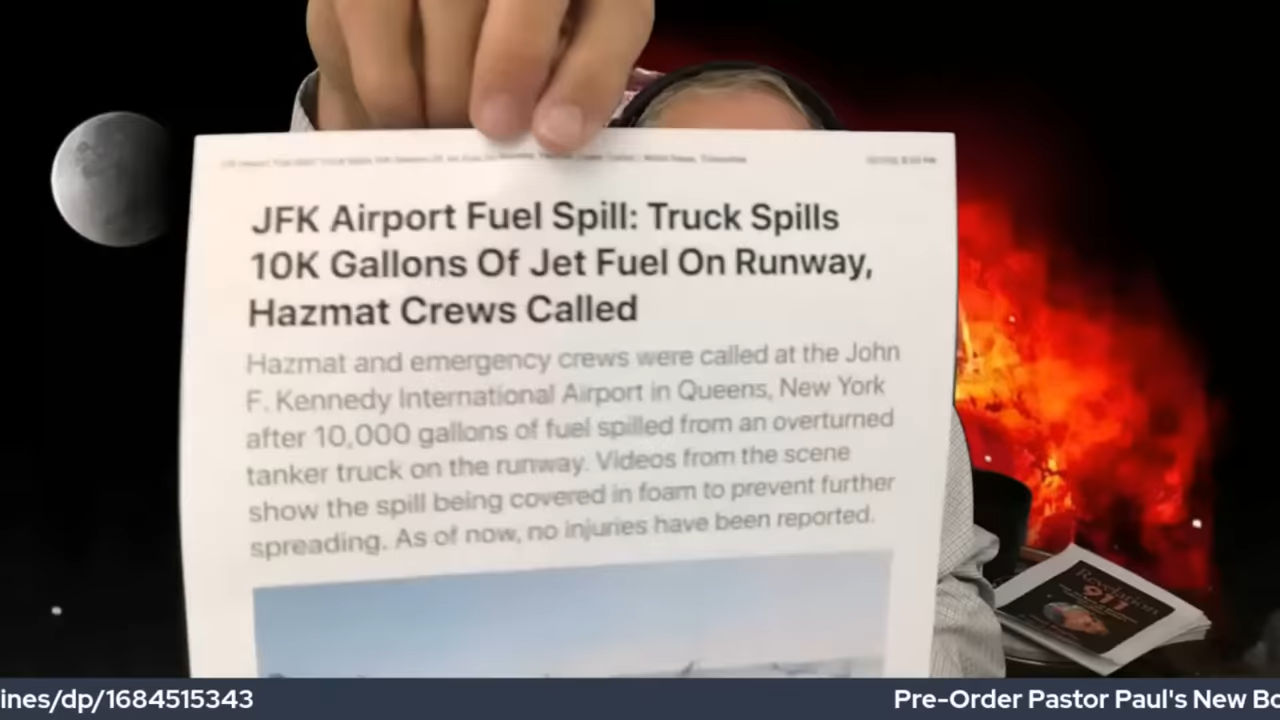 JFK Airport Fuel Spill: Truck Spills
10K Gallons Of Jet Fuel On Runway,
Hazmat Crews Called
Hazmat and emergency crews were called at the John
F. Kennedy International Airport in Queens, New York
after 10,000 gallons of fuel spilled from an overturned
tanker truck on the runway. Videos from the scene
show the spill being covered in foam to prevent further
spreading. As of now, no injuries have been reported.
Revelation
911
ines/dp/1684515343
Pre-Order Pastor Paul's New Bo